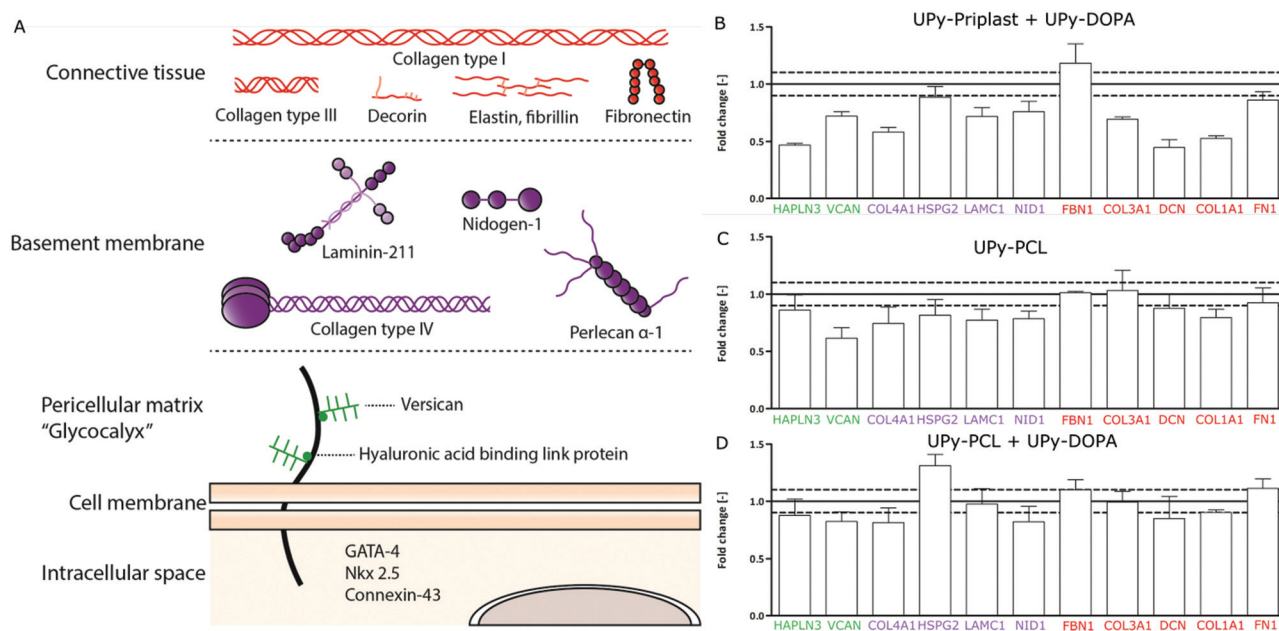 A
Connective tissue
Collagen type I
Collagen type III
Decorin
Elastin, fibrillin
Fibronectin
Basement membrane
Laminin-211
Nidogen-1
Collagen type IV
Perlecan α-1
Pericellular matrix
"Glycocalyx"
Versican
Hyaluronic acid binding link protein
Cell membrane
Intracellular space
GATA-4
Nkx 2.5
Connexin-43
B
UPy-Priplast + UPy-DOPA
Fold change [-]
1.5
1.0
0.5
0.0
HAPLN3 VCAN COL4A1 HSPG2 LAMC1 NID1 FBN1 COL3A1 DCN COL1A1 FN1
C
UPy-PCL
Fold change [-]
1.5
1.0
0.5
0.0
HAPLN3 VCAN COL4A1 HSPG2 LAMC1 NID1 FBN1 COL3A1 DCN COL1A1 FN1
D
UPy-PCL + UPy-DOPA
Fold change [-]
1.5
1.0
0.5
0.0
HAPLN3 VCAN COL4A1 HSPG2 LAMC1 NID1 FBN1 COL3A1 DCN COL1A1 FN1